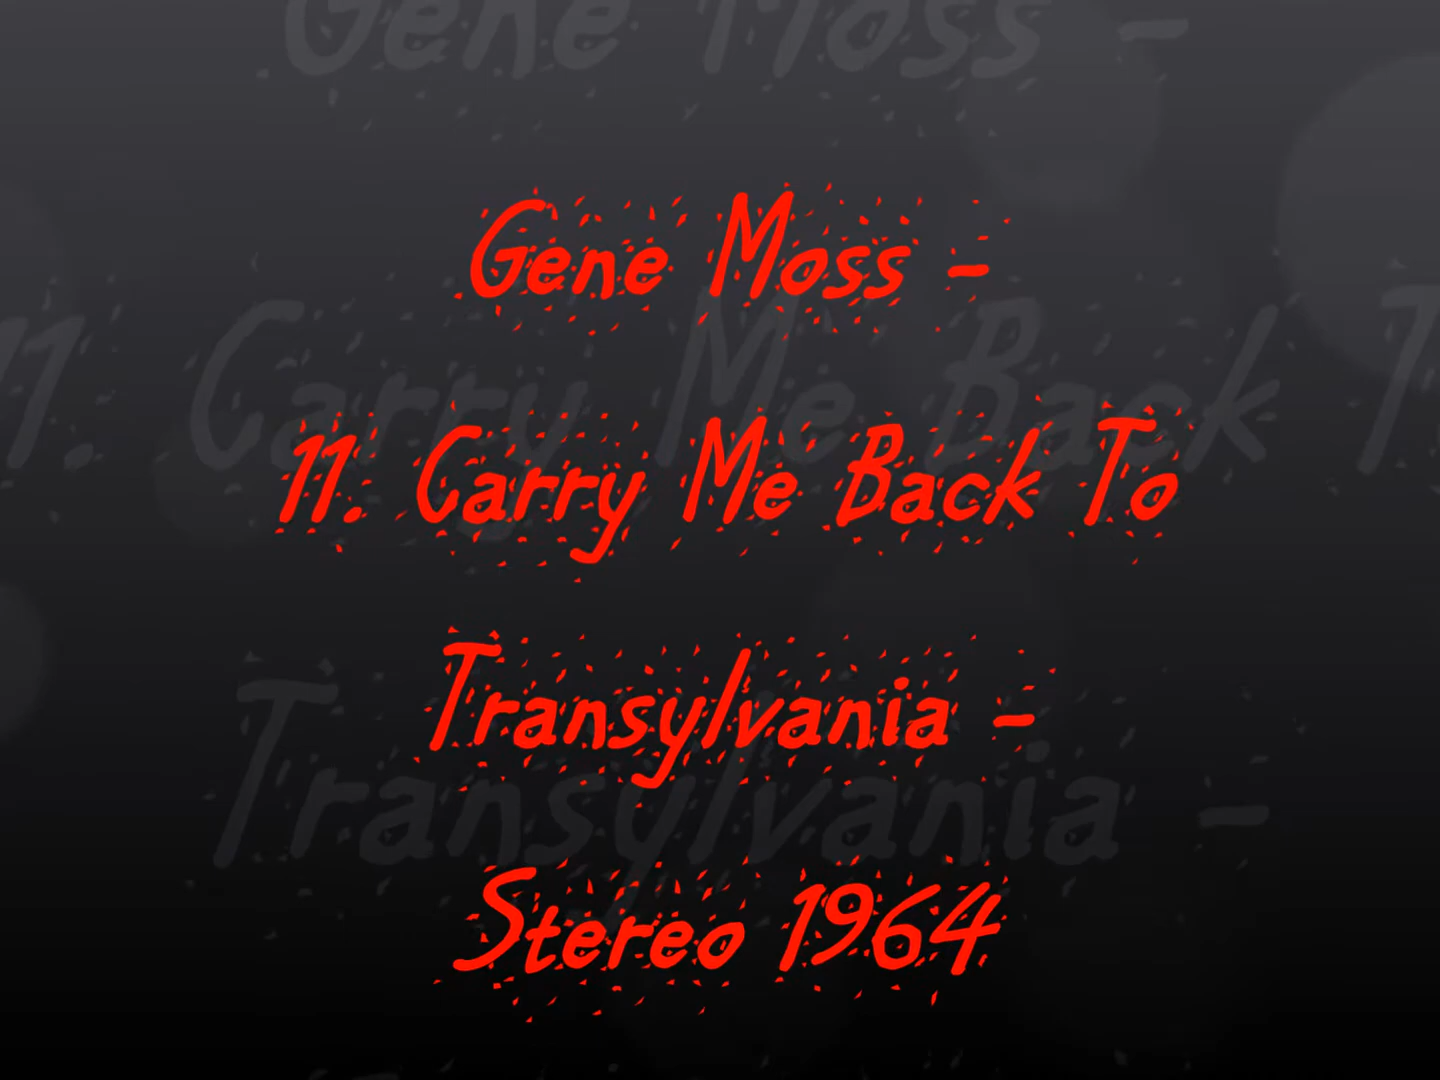 Gene Moss -
11. Carry Me Back To
Transylvania -
Stereo 1964